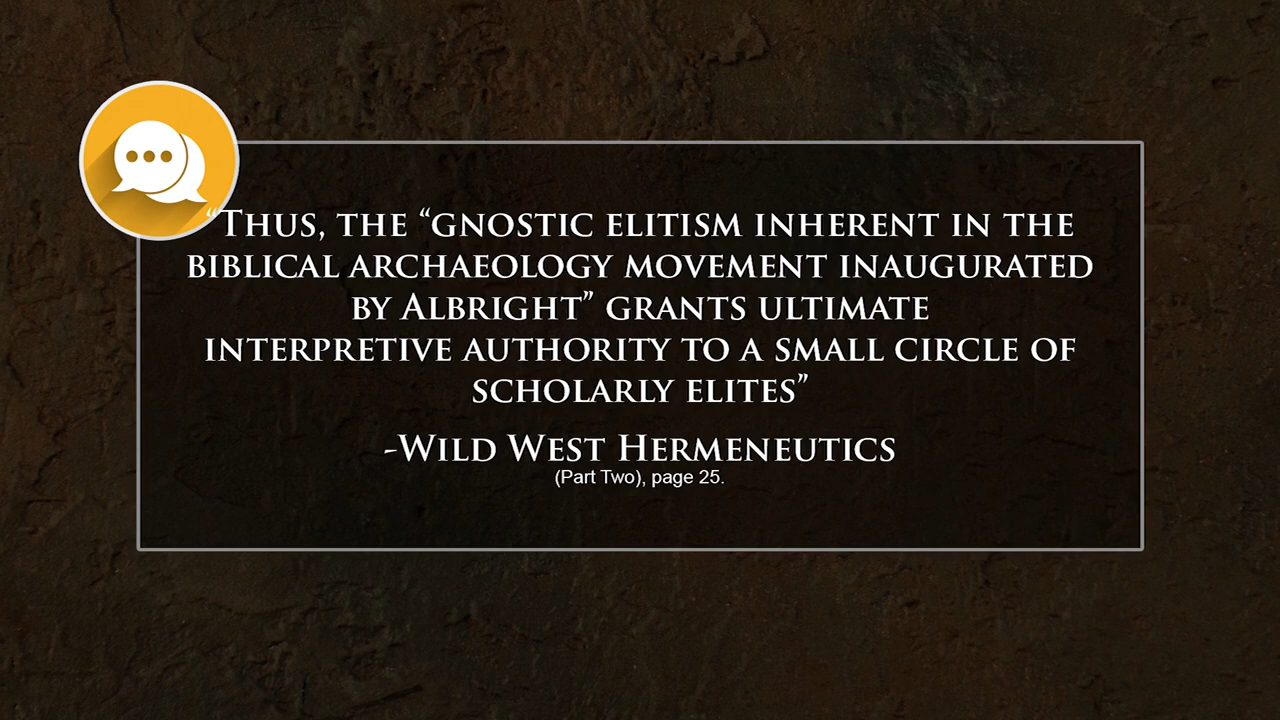 “Thus, the “gnostic elitism inherent in the
biblical archaeology movement inaugurated
by Albright” grants ultimate
interpretive authority to a small circle of
scholarly elites”
-Wild West Hermeneutics
(Part Two), page 25.